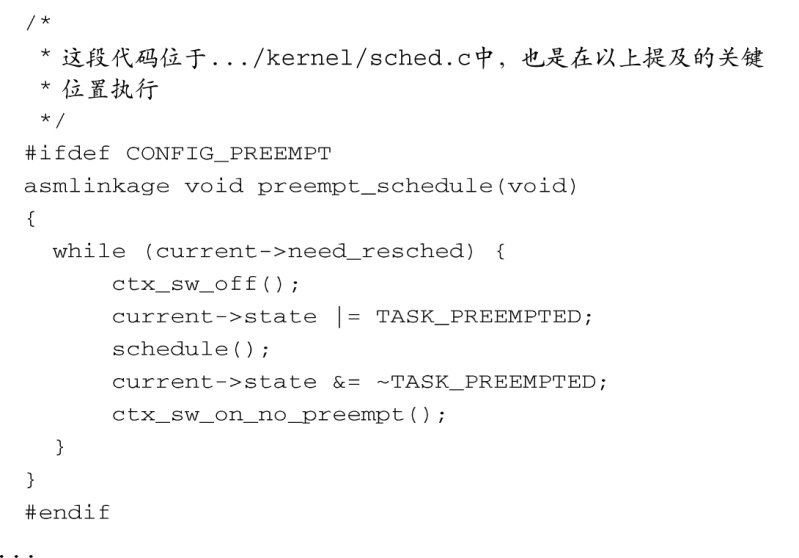 /*
 * 这段代码位于.../kernel/sched.c中，也是在以上提及的关键
 * 位置执行
 */
#ifdef CONFIG_PREEMPT
asmlinkage void preempt_schedule(void)
{
  while (current->need_resched) {
      ctx_sw_off();
      current->state |= TASK_PREEMPTED;
      schedule();
      current->state &= ~TASK_PREEMPTED;
      ctx_sw_on_no_preempt();
  }
}
#endif
...